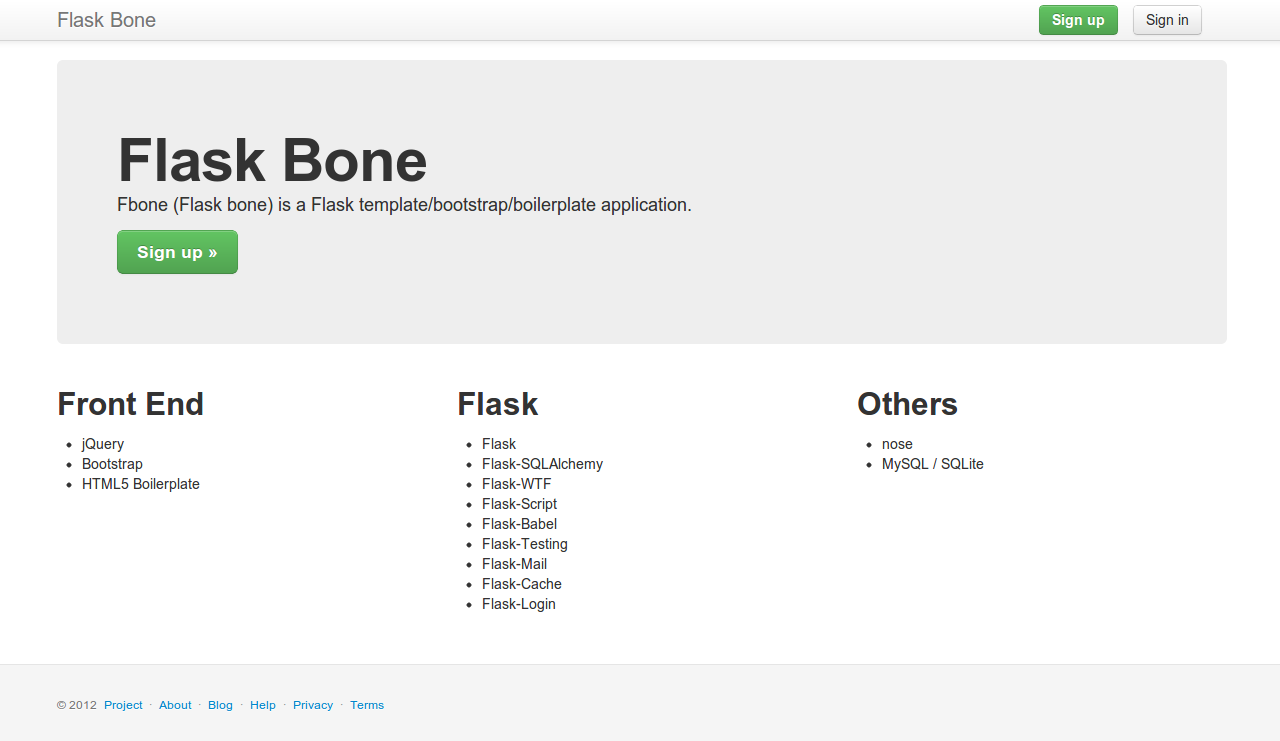 Flask Bone
Sign up
Sign in
Flask Bone
Fbone (Flask bone) is a Flask template/bootstrap/boilerplate application.
Sign up »
Front End
• jQuery
• Bootstrap
• HTML5 Boilerplate
Flask
• Flask
• Flask-SQLAlchemy
• Flask-WTF
• Flask-Script
• Flask-Babel
• Flask-Testing
• Flask-Mail
• Flask-Cache
• Flask-Login
Others
• nose
• MySQL / SQLite
© 2012 Project · About · Blog · Help · Privacy · Terms